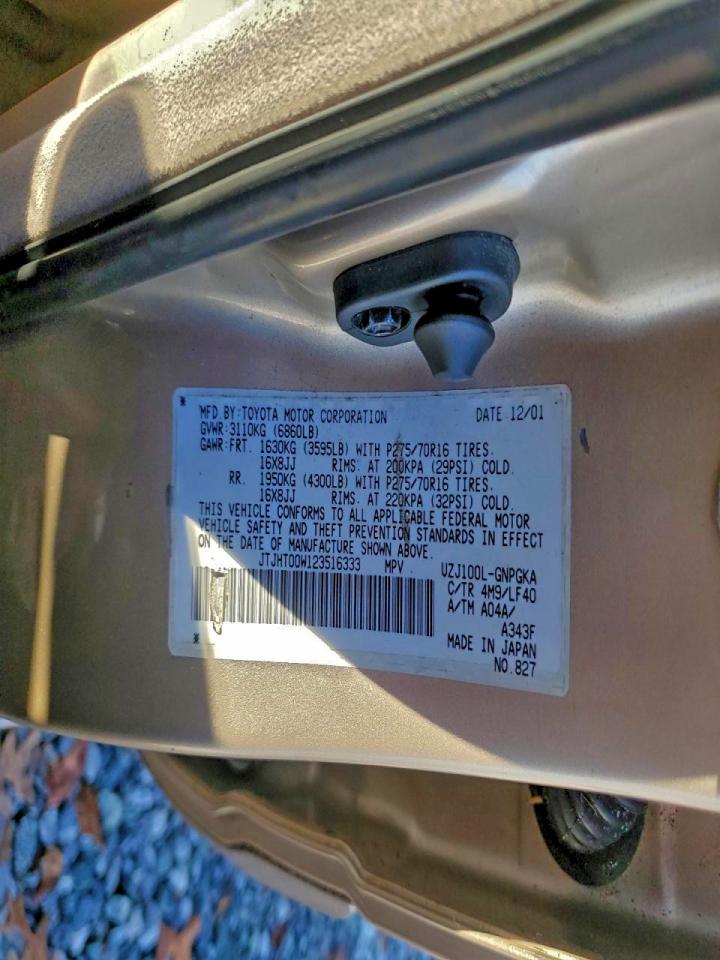 MFD. BY: TOYOTA MOTOR CORPORATION DATE 12/01
GVWR: 3110KG (6860LB)
GAWR: FRT. 1630KG (3595LB) WITH P275/70R16 TIRES.
16X8JJ RIMS. AT 200KPA (29PSI) COLD.
RR. 1950KG (4300LB) WITH P275/70R16 TIRES.
16X8JJ RIMS. AT 220KPA (32PSI) COLD.
THIS VEHICLE CONFORMS TO ALL APPLICABLE FEDERAL MOTOR
VEHICLE SAFETY AND THEFT PREVENTION STANDARDS IN EFFECT
ON THE DATE OF MANUFACTURE SHOWN ABOVE.
JTJHT00W123516333 MPV UZJ100L-GNPGKA
C/TR 4M9/LF40
A/TM A04A/
A343F
MADE IN JAPAN
NO.827